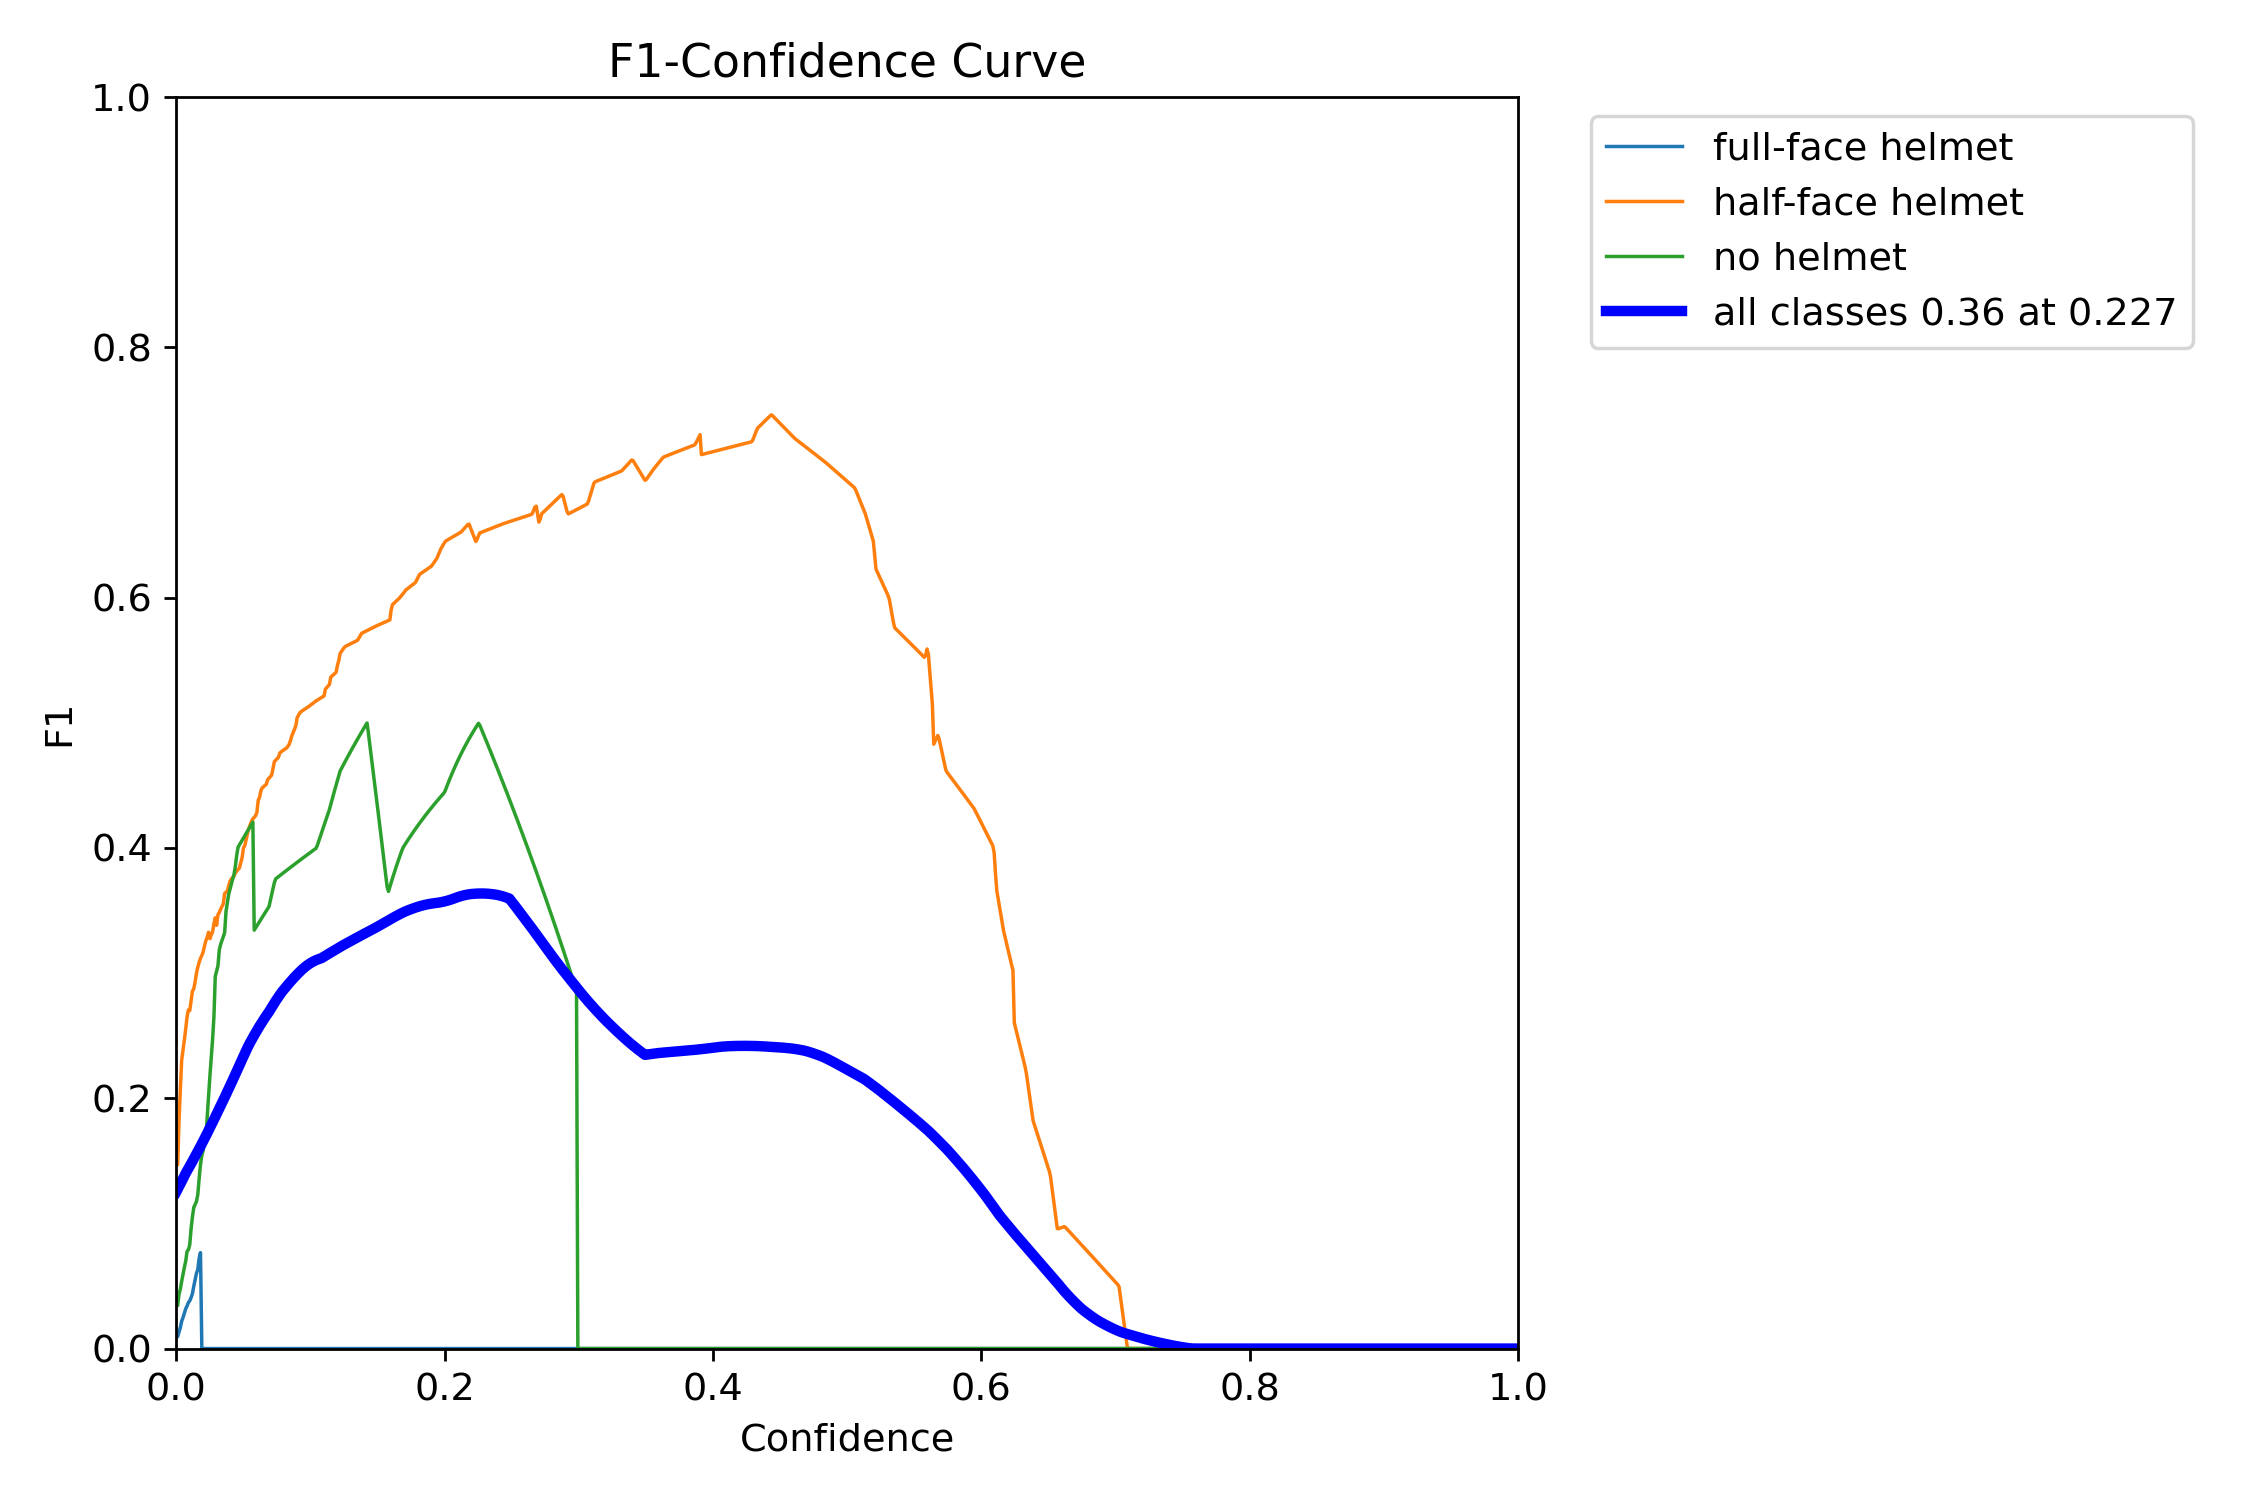 F1-Confidence Curve
1.0
0.8
0.6
0.4
0.2
0.0
F1
0.0 0.2 0.4 0.6 0.8 1.0
Confidence
full-face helmet
half-face helmet
no helmet
all classes 0.36 at 0.227